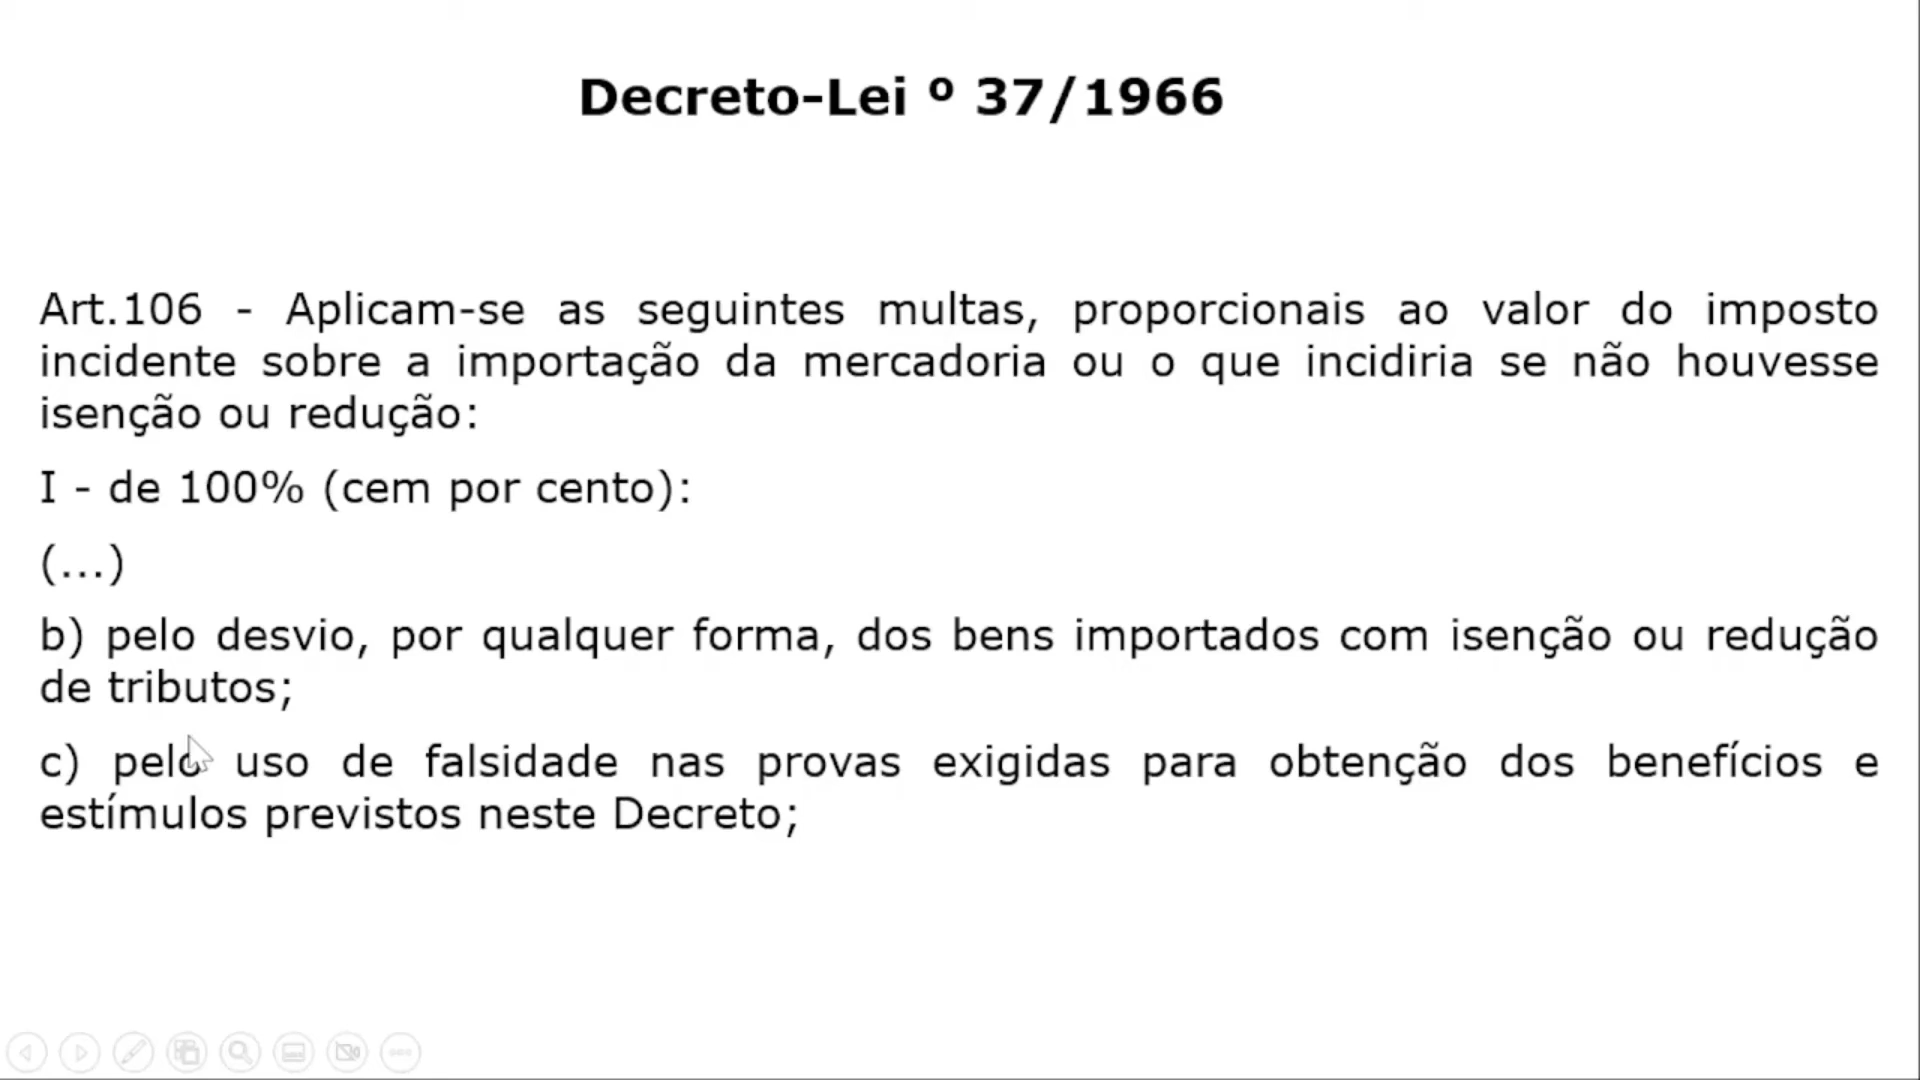 Decreto-Lei º 37/1966
Art.106 - Aplicam-se as seguintes multas, proporcionais ao valor do imposto
incidente sobre a importação da mercadoria ou o que incidiria se não houvesse
isenção ou redução:
I - de 100% (cem por cento):
(...)
b) pelo desvio, por qualquer forma, dos bens importados com isenção ou redução
de tributos;
c) pelo uso de falsidade nas provas exigidas para obtenção dos benefícios e
estímulos previstos neste Decreto;